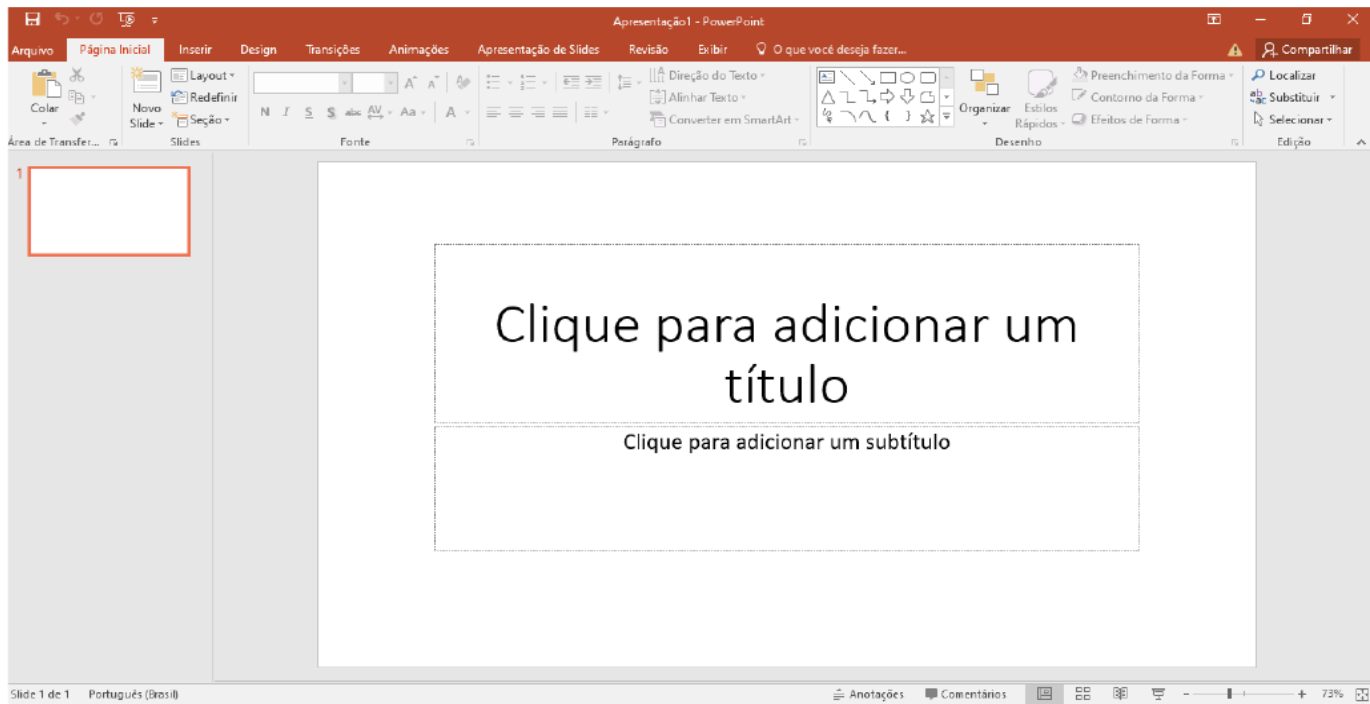 Apresentação1 - PowerPoint
Arquivo Página Inicial Inserir Design Transições Animações Apresentação de Slides Revisão Exibir O que você deseja fazer... Compartilhar
Colar
Novo Slide
Layout
Redefinir
Seção
N I S S abc AV Aa A
Direção do Texto
Alinhar Texto
Converter em SmartArt
Organizar
Estilos Rápidos
Preenchimento da Forma
Contorno da Forma
Efeitos de Forma
Localizar
Substituir
Selecionar
Área de Transfer... Slides Fonte Parágrafo Desenho Edição
1
Clique para adicionar um
título
Clique para adicionar um subtítulo
Slide 1 de 1 Português (Brasil) Anotações Comentários 73%